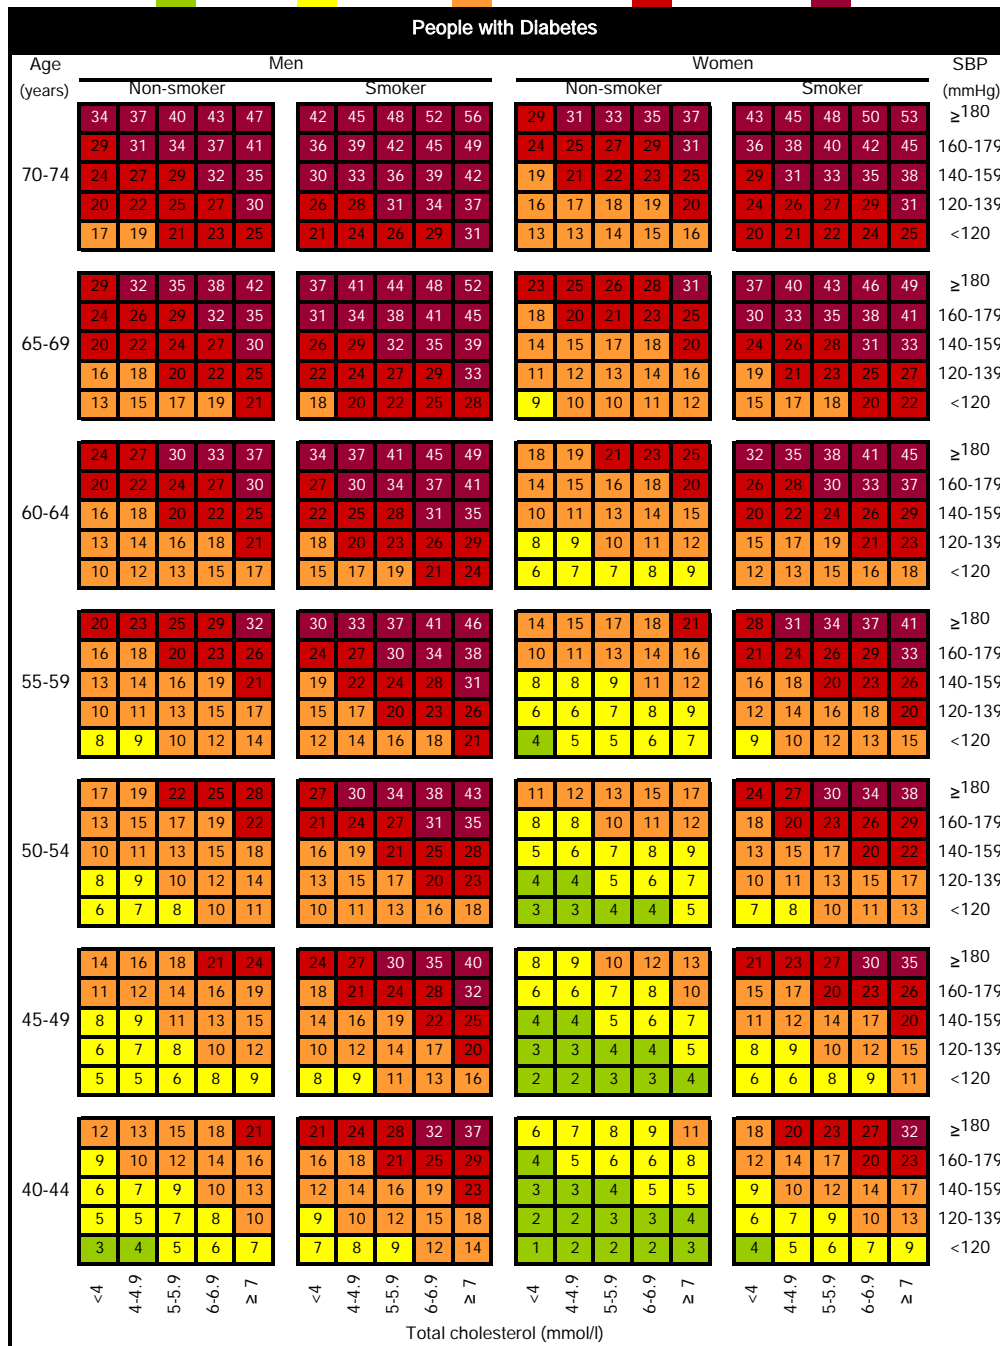 People with Diabetes
Age Men Women SBP
(years) Non-smoker Smoker Non-smoker Smoker (mmHg)
34 37 40 43 47 42 45 48 52 56 29 31 33 35 37 43 45 48 50 53 ≥180
29 31 34 37 41 36 39 42 45 49 24 25 27 29 31 36 38 40 42 45 160-179
70-74 24 27 29 32 35 30 33 36 39 42 19 21 22 23 25 29 31 33 35 38 140-159
20 22 25 27 30 26 28 31 34 37 16 17 18 19 20 24 26 27 29 31 120-139
17 19 21 23 25 21 24 26 29 31 13 13 14 15 16 20 21 22 24 25 <120
29 32 35 38 42 37 41 44 48 52 23 25 26 28 31 37 40 43 46 49 ≥180
24 26 29 32 35 31 34 38 41 45 18 20 21 23 25 30 33 35 38 41 160-179
65-69 20 22 24 27 30 26 29 32 35 39 14 15 17 18 20 24 26 28 31 33 140-159
16 18 20 22 25 22 24 27 29 33 11 12 13 14 16 19 21 23 25 27 120-139
13 15 17 19 21 18 20 22 25 28 9 10 10 11 12 15 17 18 20 22 <120
24 27 30 33 37 34 37 41 45 49 18 19 21 23 25 32 35 38 41 45 ≥180
20 22 24 27 30 27 30 34 37 41 14 15 16 18 20 26 28 30 33 37 160-179
60-64 16 18 20 22 25 22 25 28 31 35 10 11 13 14 15 20 22 24 26 29 140-159
13 14 16 18 21 18 20 23 26 29 8 9 10 11 12 15 17 19 21 23 120-139
10 12 13 15 17 15 17 19 21 24 6 7 7 8 9 12 13 15 16 18 <120
20 23 25 29 32 30 33 37 41 46 14 15 17 18 21 28 31 34 37 41 ≥180
16 18 20 23 26 24 27 30 34 38 10 11 13 14 16 21 24 26 29 33 160-179
55-59 13 14 16 19 21 19 22 24 28 31 8 8 9 11 12 16 18 20 23 26 140-159
10 11 13 15 17 15 17 20 23 26 6 6 7 8 9 12 14 16 18 20 120-139
8 9 10 12 14 12 14 16 18 21 4 5 5 6 7 9 10 12 13 15 <120
17 19 22 25 28 27 30 34 38 43 11 12 13 15 17 24 27 30 34 38 ≥180
13 15 17 19 22 21 24 27 31 35 8 8 10 11 12 18 20 23 26 29 160-179
50-54 10 11 13 15 18 16 19 21 25 28 5 6 7 8 9 13 15 17 20 22 140-159
8 9 10 12 14 13 15 17 20 23 4 4 5 6 7 10 11 13 15 17 120-139
6 7 8 10 11 10 11 13 16 18 3 3 4 4 5 7 8 10 11 13 <120
14 16 18 21 24 24 27 30 35 40 8 9 10 12 13 21 23 27 30 35 ≥180
11 12 14 16 19 18 21 24 28 32 6 6 7 8 10 15 17 20 23 26 160-179
45-49 8 9 11 13 15 14 16 19 22 25 4 4 5 6 7 11 12 14 17 20 140-159
6 7 8 10 12 10 12 14 17 20 3 3 4 4 5 8 9 10 12 15 120-139
5 5 6 8 9 8 9 11 13 16 2 2 3 3 4 6 6 8 9 11 <120
12 13 15 18 21 21 24 28 32 37 6 7 8 9 11 18 20 23 27 32 ≥180
9 10 12 14 16 16 18 21 25 29 4 5 6 6 8 12 14 17 20 23 160-179
40-44 6 7 9 10 13 12 14 16 19 23 3 3 4 5 5 9 10 12 14 17 140-159
5 5 7 8 10 9 10 12 15 18 2 2 3 3 4 6 7 9 10 13 120-139
3 4 5 6 7 7 8 9 12 14 1 2 2 2 3 4 5 6 7 9 <120
<4 4-4.9 5-5.9 6-6.9 ≥ 7 <4 4-4.9 5-5.9 6-6.9 ≥ 7 <4 4-4.9 5-5.9 6-6.9 ≥ 7 <4 4-4.9 5-5.9 6-6.9 ≥ 7
Total cholesterol (mmol/l)